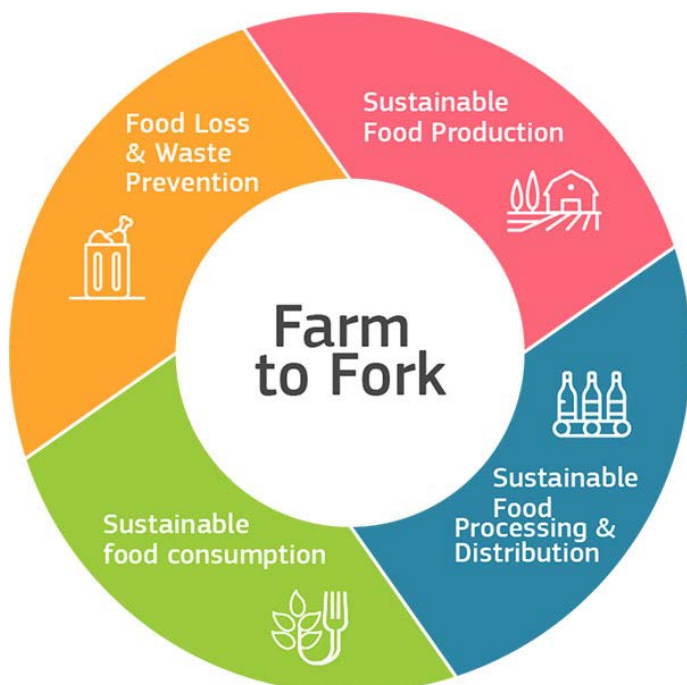 Farm
to Fork
Sustainable
Food Production
Sustainable
Food
Processing &
Distribution
Sustainable
food consumption
Food Loss
& Waste
Prevention